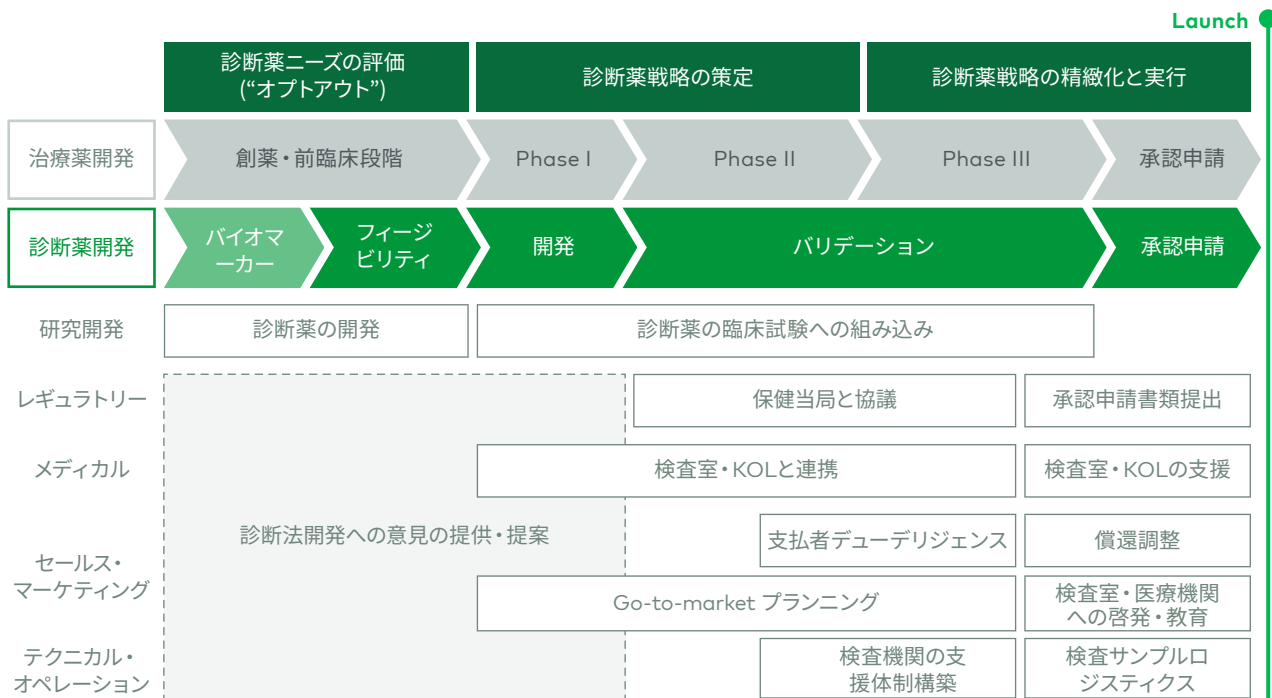 Launch
診断薬ニーズの評価
(“オプトアウト”)
診断薬戦略の策定
診断薬戦略の精緻化と実行
治療薬開発
創薬・前臨床段階
Phase I
Phase II
Phase III
承認申請
診断薬開発
バイオマ
ーカー
フィージ
ビリティ
開発
バリデーション
承認申請
研究開発
診断薬の開発
診断薬の臨床試験への組み込み
レギュラトリー
保健当局と協議
承認申請書類提出
メディカル
検査室・KOLと連携
検査室・KOLの支援
診断法開発への意見の提供・提案
セールス・
マーケティング
支払者デューデリジェンス
償還調整
Go-to-market プランニング
検査室・医療機関
への啓発・教育
テクニカル・
オペレーション
検査機関の支
援体制構築
検査サンプルロ
ジスティクス